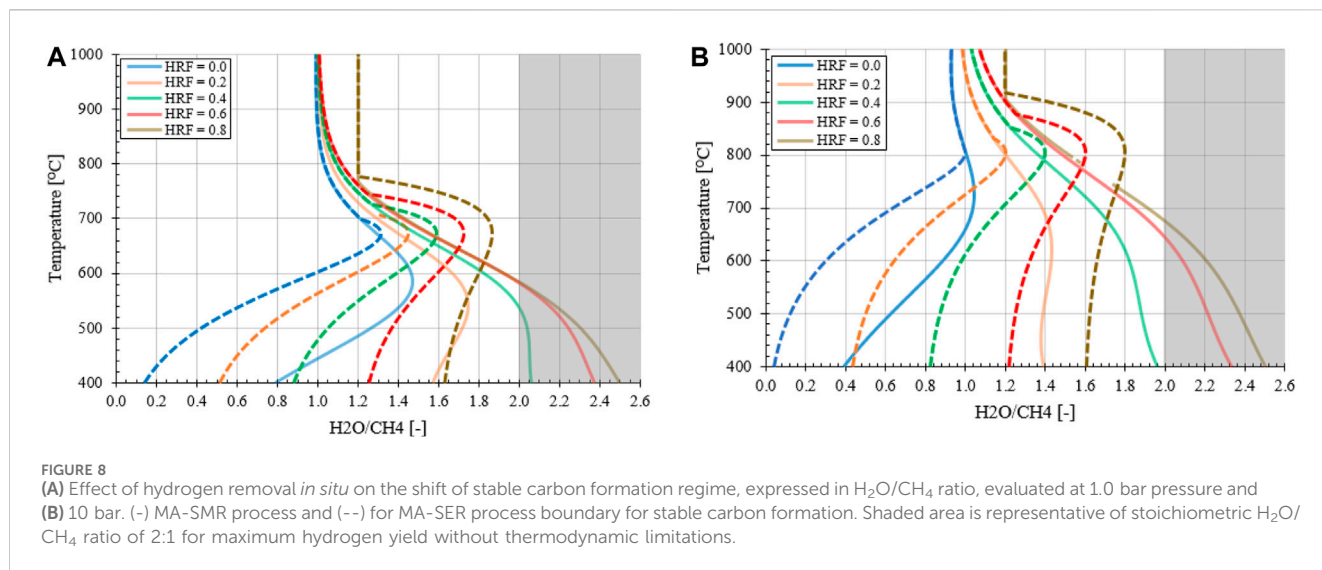 A
1000
900
800
700
600
500
400
Temperature [°C]
HRF = 0.0
HRF = 0.2
HRF = 0.4
HRF = 0.6
HRF = 0.8
0.0 0.2 0.4 0.6 0.8 1.0 1.2 1.4 1.6 1.8 2.0 2.2 2.4 2.6
H2O/CH4 [-]
B
1000
900
800
700
600
500
400
Temperature [°C]
HRF = 0.0
HRF = 0.2
HRF = 0.4
HRF = 0.6
HRF = 0.8
0.0 0.2 0.4 0.6 0.8 1.0 1.2 1.4 1.6 1.8 2.0 2.2 2.4 2.6
H2O/CH4 [-]
FIGURE 8
(A) Effect of hydrogen removal in situ on the shift of stable carbon formation regime, expressed in H₂O/CH₄ ratio, evaluated at 1.0 bar pressure and
(B) 10 bar. (-) MA-SMR process and (--) for MA-SER process boundary for stable carbon formation. Shaded area is representative of stoichiometric H₂O/
CH₄ ratio of 2:1 for maximum hydrogen yield without thermodynamic limitations.